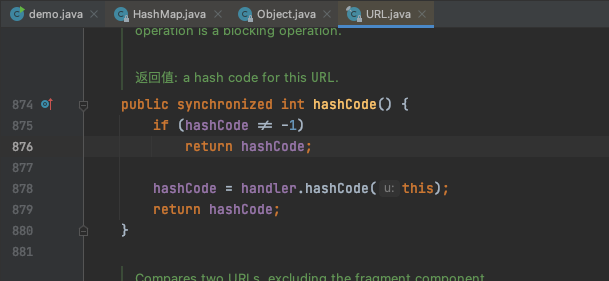 demo.java HashMap.java Object.java URL.java
operation is a blocking operation.
返回值: a hash code for this URL.
874 public synchronized int hashCode() {
875 if (hashCode ≠ -1)
876 return hashCode;
877
878 hashCode = handler.hashCode( u: this);
879 return hashCode;
880 }
881
Compares two URLs, excluding the fragment component.